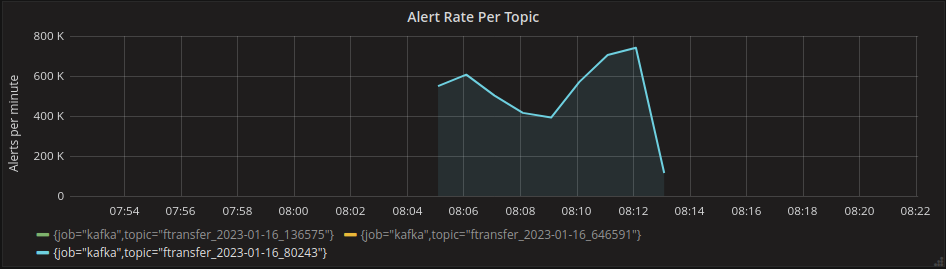 Alert Rate Per Topic
800 K
600 K
400 K
200 K
0
Alerts per minute
07:54 07:56 07:58 08:00 08:02 08:04 08:06 08:08 08:10 08:12 08:14 08:16 08:18 08:20 08:22
{job="kafka",topic="ftransfer_2023-01-16_136575"} {job="kafka",topic="ftransfer_2023-01-16_646591"}
{job="kafka",topic="ftransfer_2023-01-16_80243"}